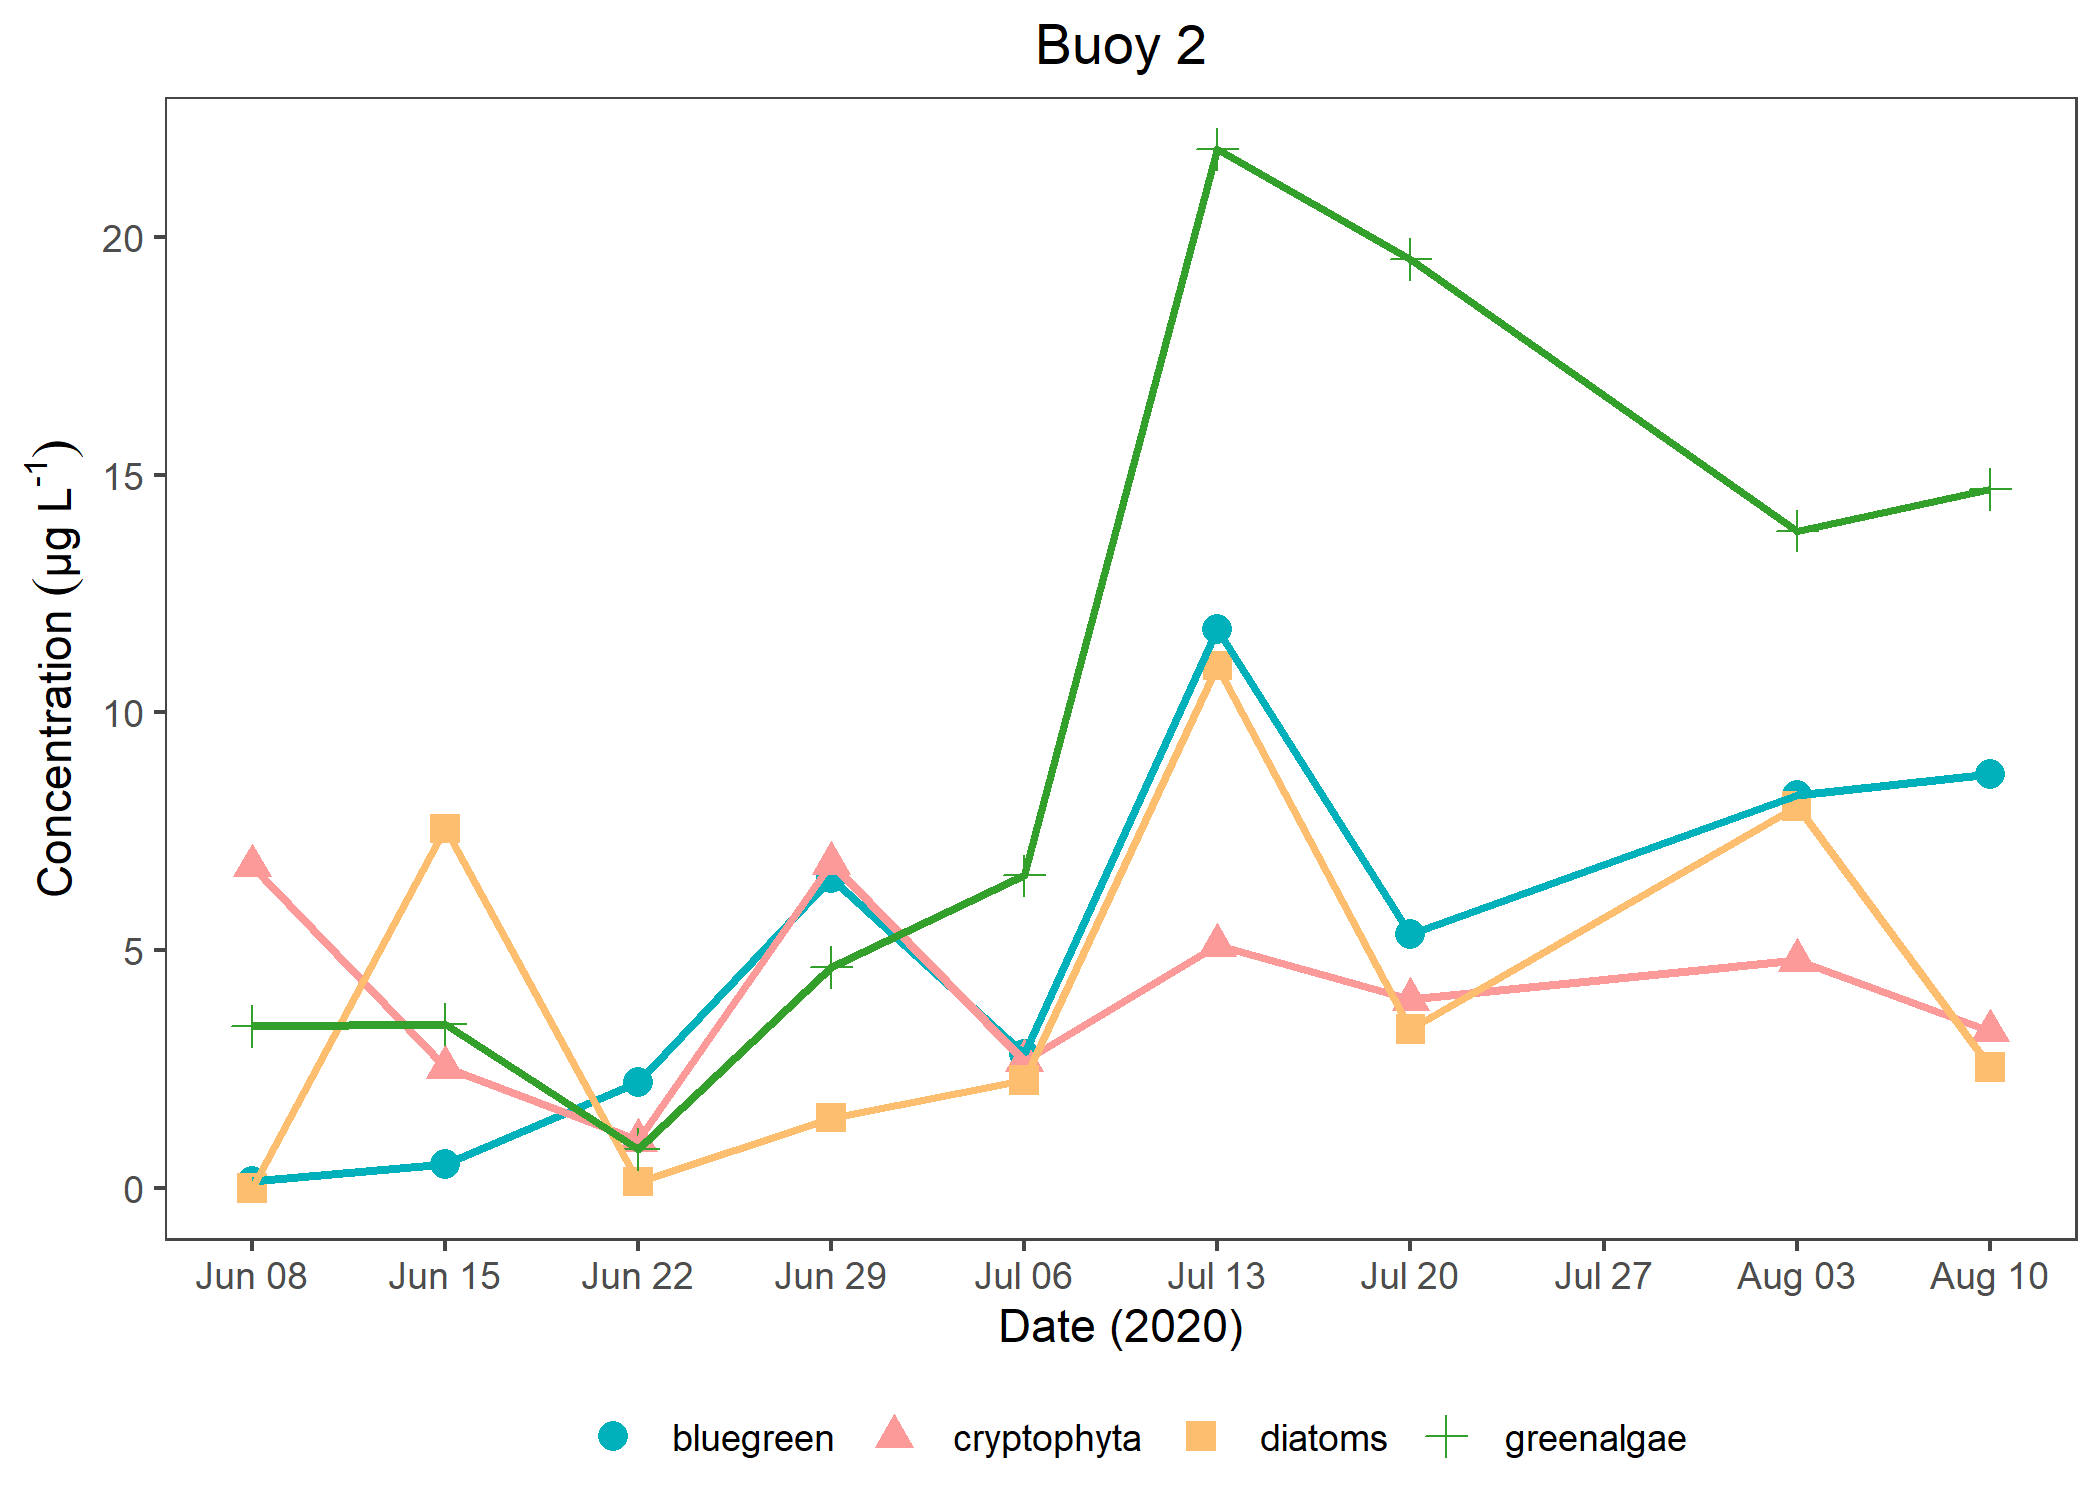 Buoy 2
Concentration (µg L⁻¹)
20
15
10
5
0
Jun 08 Jun 15 Jun 22 Jun 29 Jul 06 Jul 13 Jul 20 Jul 27 Aug 03 Aug 10
Date (2020)
bluegreen cryptophyta diatoms greenalgae